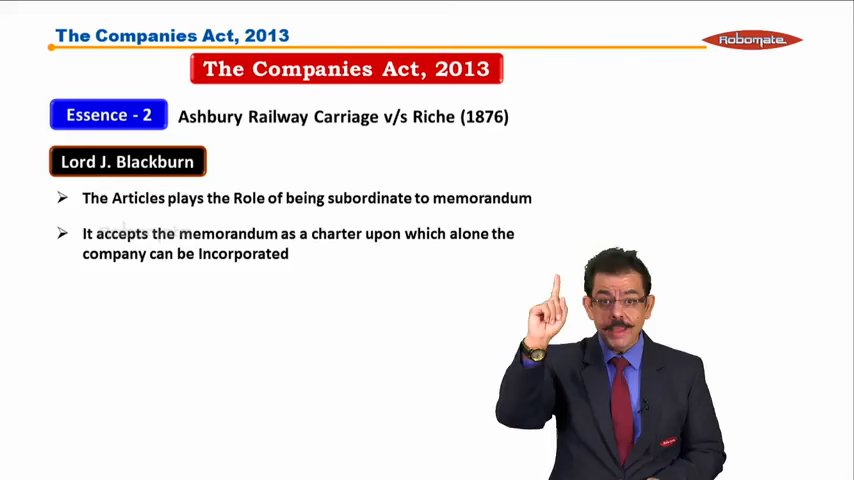 The Companies Act, 2013
Robomate
The Companies Act, 2013
Essence - 2
Ashbury Railway Carriage v/s Riche (1876)
Lord J. Blackburn
➢ The Articles plays the Role of being subordinate to memorandum
➢ It accepts the memorandum as a charter upon which alone the
company can be Incorporated